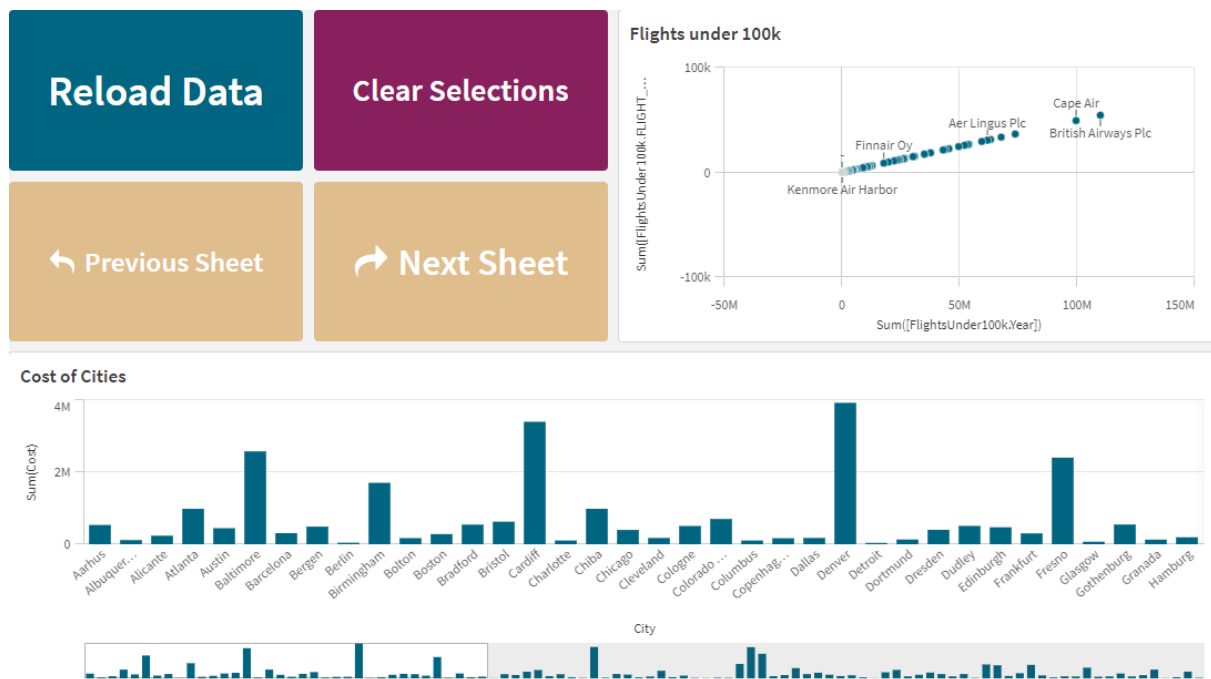 Reload Data
Clear Selections
Previous Sheet
Next Sheet
Flights under 100k
Sum([FlightsUnder100k.FLIGHT_...
100k
0
-100k
Cape Air
British Airways Plc
Aer Lingus Plc
Finnair Oy
Kenmore Air Harbor
-50M 0 50M 100M 150M
Sum([FlightsUnder100k.Year])
Cost of Cities
Sum(Cost)
4M
2M
0
Aarhus
Albuquer...
Alicante
Atlanta
Austin
Baltimore
Barcelona
Bergen
Berlin
Birmingham
Bolton
Boston
Bradford
Bristol
Cardiff
Charlotte
Chiba
Chicago
Cleveland
Cologne
Colorado ...
Columbus
Copenhag...
Dallas
Denver
Detroit
Dortmund
Dresden
Dudley
Edinburgh
Frankfurt
Fresno
Glasgow
Gothenburg
Granada
Hamburg
City